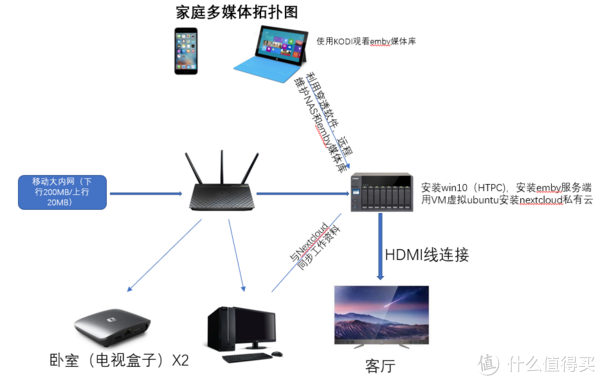 家庭多媒体拓扑图
使用KODI观看emby媒体库
利用穿透软件，远程
维护NAS和emby媒体库
移动大内网（下
行200MB/上行
20MB）
安装win10（HTPC），安装emby服务端
用VM虚拟ubuntu安装nextcloud私有云
与Nextcloud
同步工作资料
HDMI线连接
卧室（电视盒子）X2
客厅
值 什么值得买